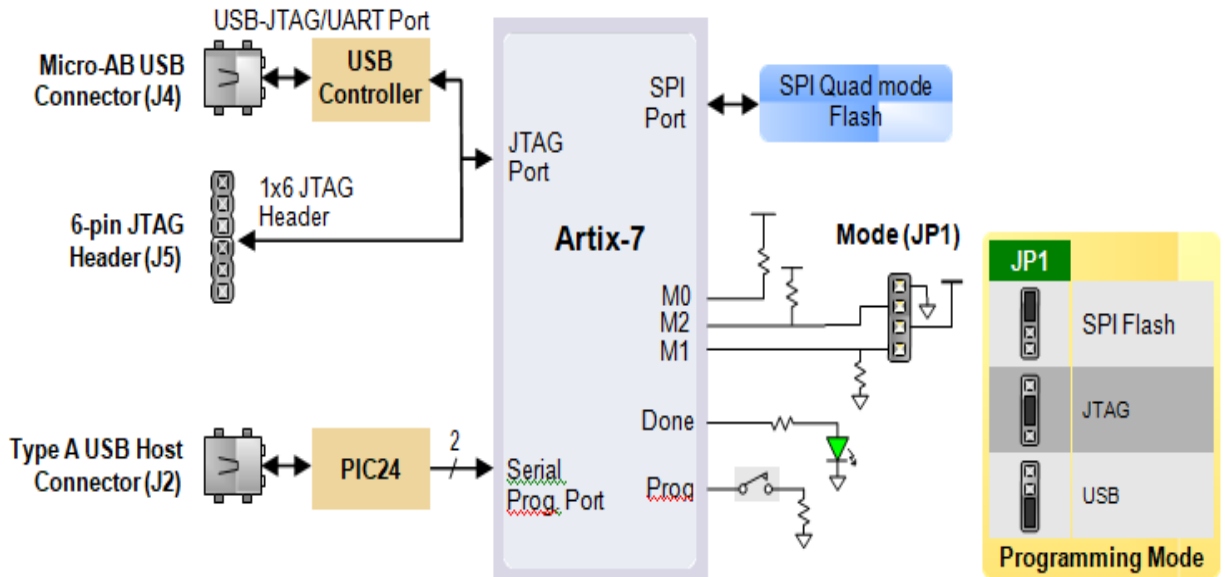 USB-JTAG/UART Port
Micro-AB USB
Connector (J4)
USB
Controller
SPI
Port
SPI Quad mode
Flash
JTAG
Port
1x6 JTAG
Header
6-pin JTAG
Header (J5)
Artix-7
Mode (JP1)
M0
M2
M1
JP1
SPI Flash
JTAG
USB
Programming Mode
Done
Type A USB Host
Connector (J2)
PIC24
2
Serial
Prog. Port
Prog